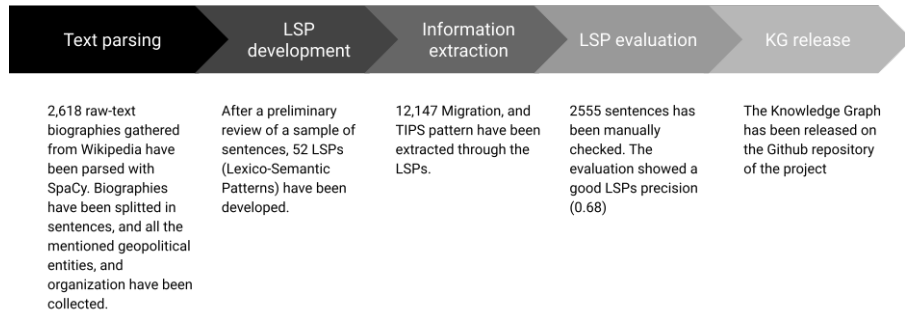 Text parsing
LSP
development
Information
extraction
LSP evaluation
KG release
2,618 raw-text
biographies gathered
from Wikipedia have
been parsed with
SpaCy. Biographies
have been splitted in
sentences, and all the
mentioned geopolitical
entities, and
organization have been
collected.
After a preliminary
review of a sample of
sentences, 52 LSPs
(Lexico-Semantic
Patterns) have been
developed.
12,147 Migration, and
TIPS pattern have been
extracted through the
LSPs.
2555 sentences has
been manually
checked. The
evaluation showed a
good LSPs precision
(0.68)
The Knowledge Graph
has been released on
the Github repository
of the project